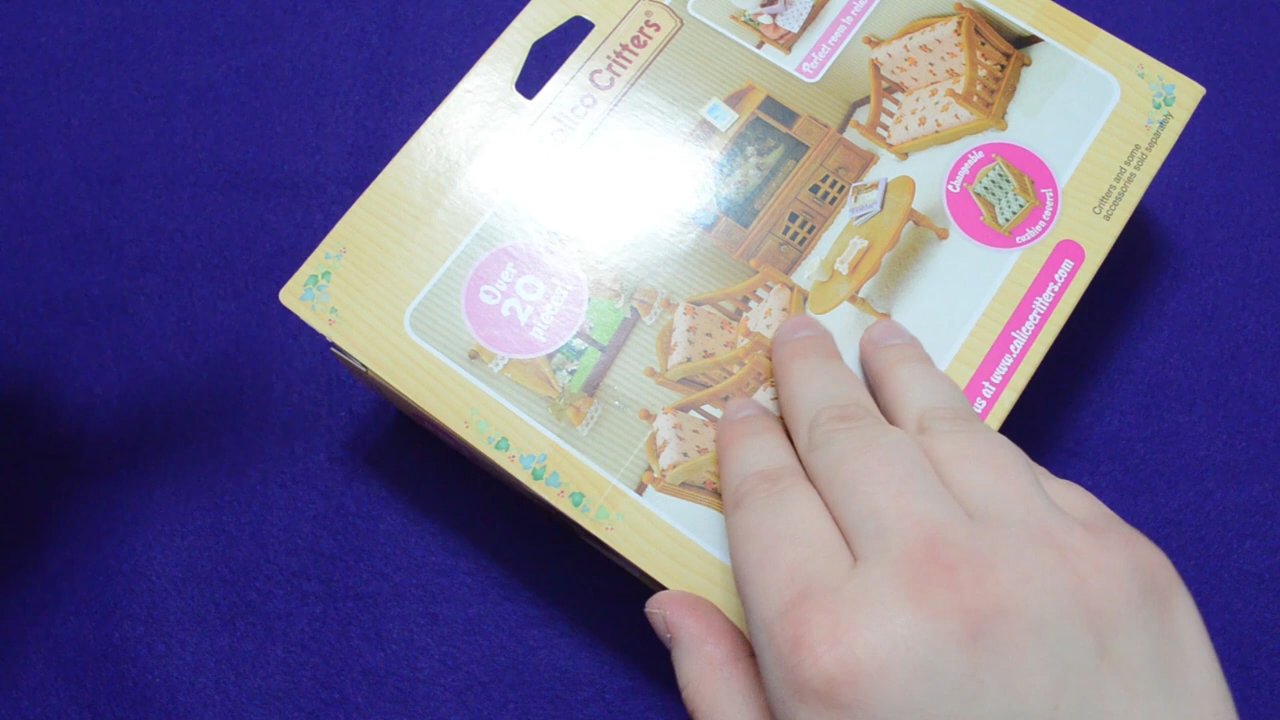 Calico Critters®
Perfect room to rela
Changeable
cushion covers!
Critters and some
accessories sold separately
Over
20
pieces!
us at www.calicocritters.com